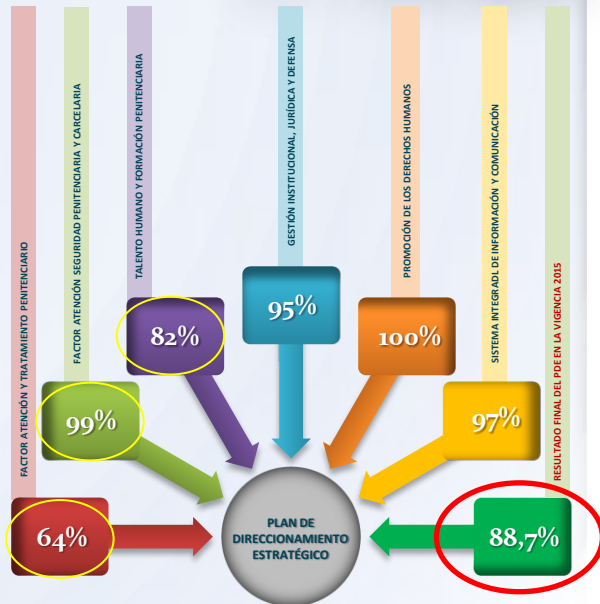 FACTOR ATENCIÓN Y TRATAMIENTO PENITENCIARIO
FACTOR ATENCIÓN SEGURIDAD PENITENCIARIA Y CARCELARIA
TALENTO HUMANO Y FORMACIÓN PENITENCIARIA
GESTIÓN INSTITUCIONAL, JURÍDICA Y DEFENSA
PROMOCIÓN DE LOS DERECHOS HUMANOS
SISTEMA INTEGRADL DE INFORMACIÓN Y COMUNICACIÓN
RESULTADO FINAL DEL PDE EN LA VIGENCIA 2015
64%
99%
82%
95%
100%
97%
88,7%
PLAN DE
DIRECCIONAMIENTO
ESTRATÉGICO